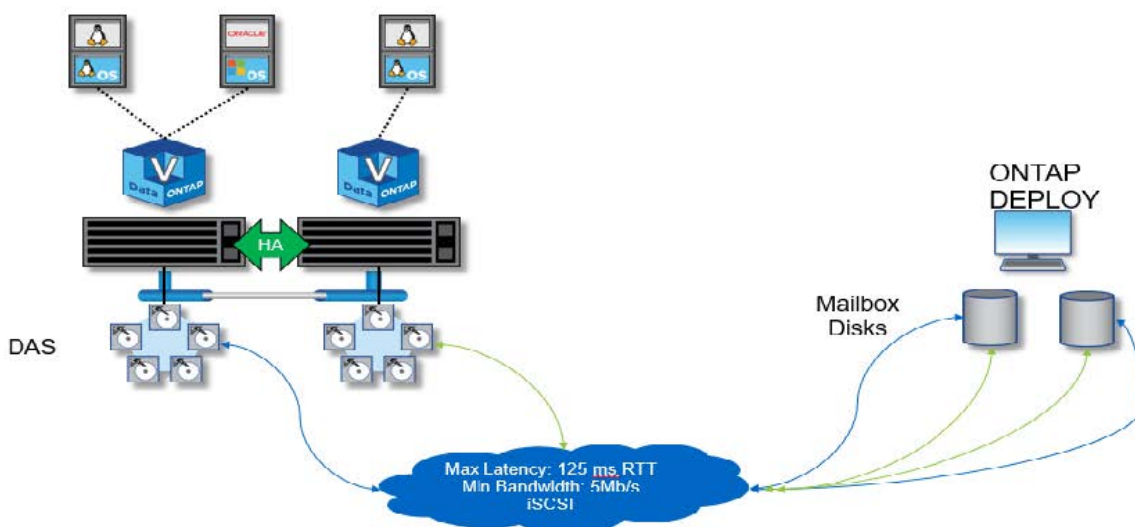 ORACLE
OS
OS
OS
V
Data ONTAP
V
Data ONTAP
HA
DAS
ONTAP
DEPLOY
Mailbox
Disks
Max Latency: 125 ms RTT
Min Bandwidth: 5Mb/s
iSCSI